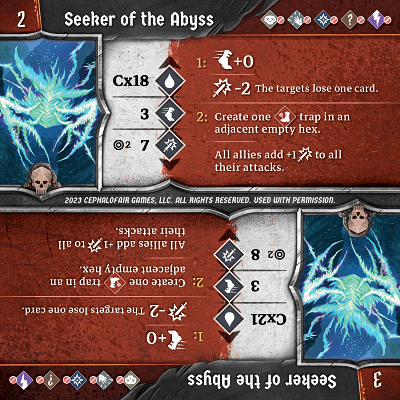 2
Seeker of the Abyss
Cx18
3
2 7
1: +0
-2 The targets lose one card.
2: Create one trap in an
adjacent empty hex.
All allies add +1 to all
their attacks.
2023 CEPHALOFAIR GAMES, LLC. ALL RIGHTS RESERVED. USED WITH PERMISSION.
3
Seeker of the Abyss
Cx21
3
2 8
1: +0
-2 The targets lose one card.
2: Create one trap in an
adjacent empty hex.
All allies add +1 to all
their attacks.